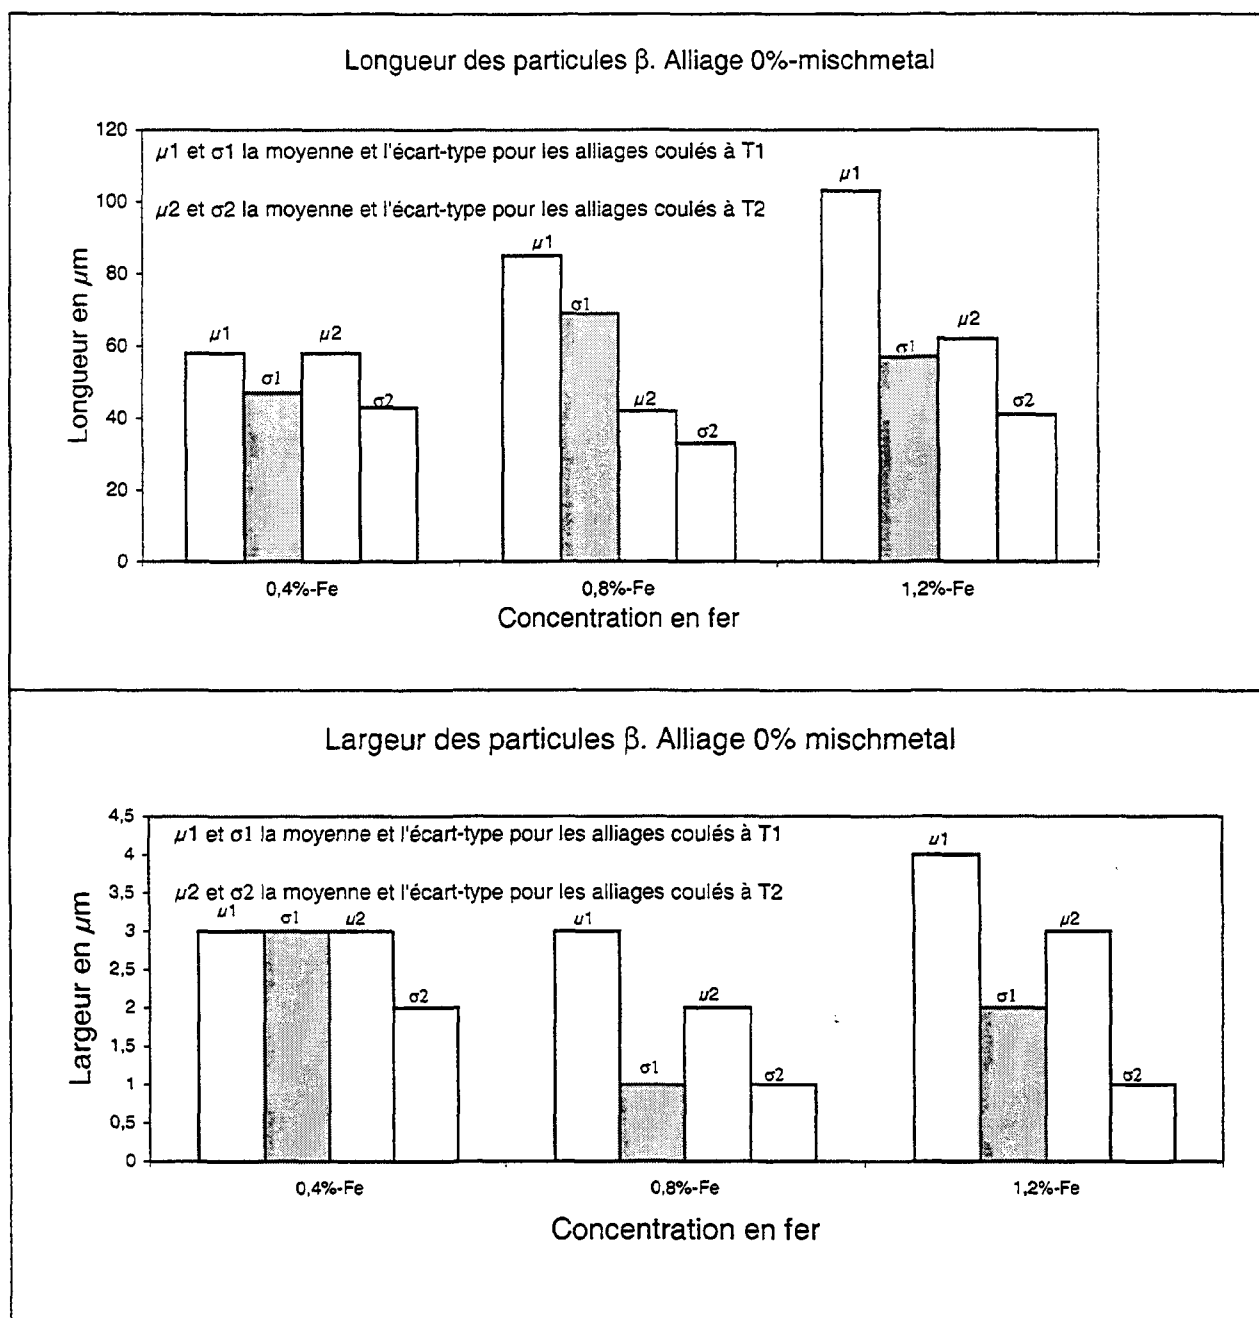 Longueur des particules β. Alliage 0%-mischmetal
120
μ1 et σ1 la moyenne et l'écart-type pour les alliages coulés à T1
μ1
100
μ2 et σ2 la moyenne et l'écart-type pour les alliages coulés à T2
μ1
80
σ1
μ2
μ1
μ2
60
σ1
σ1
σ2
μ2
σ2
40
σ2
20
0
Longueur en μm
0,4%-Fe
0,8%-Fe
1,2%-Fe
Concentration en fer
Largeur des particules β. Alliage 0% mischmetal
4,5
μ1 et σ1 la moyenne et l'écart-type pour les alliages coulés à T1
μ1
4
3,5
μ2 et σ2 la moyenne et l'écart-type pour les alliages coulés à T2
μ1
σ1
μ2
μ1
μ2
3
2,5
σ2
μ2
σ1
2
1,5
σ1
σ2
σ2
1
0,5
0
Largeur en μm
0,4%-Fe
0,8%-Fe
1,2%-Fe
Concentration en fer